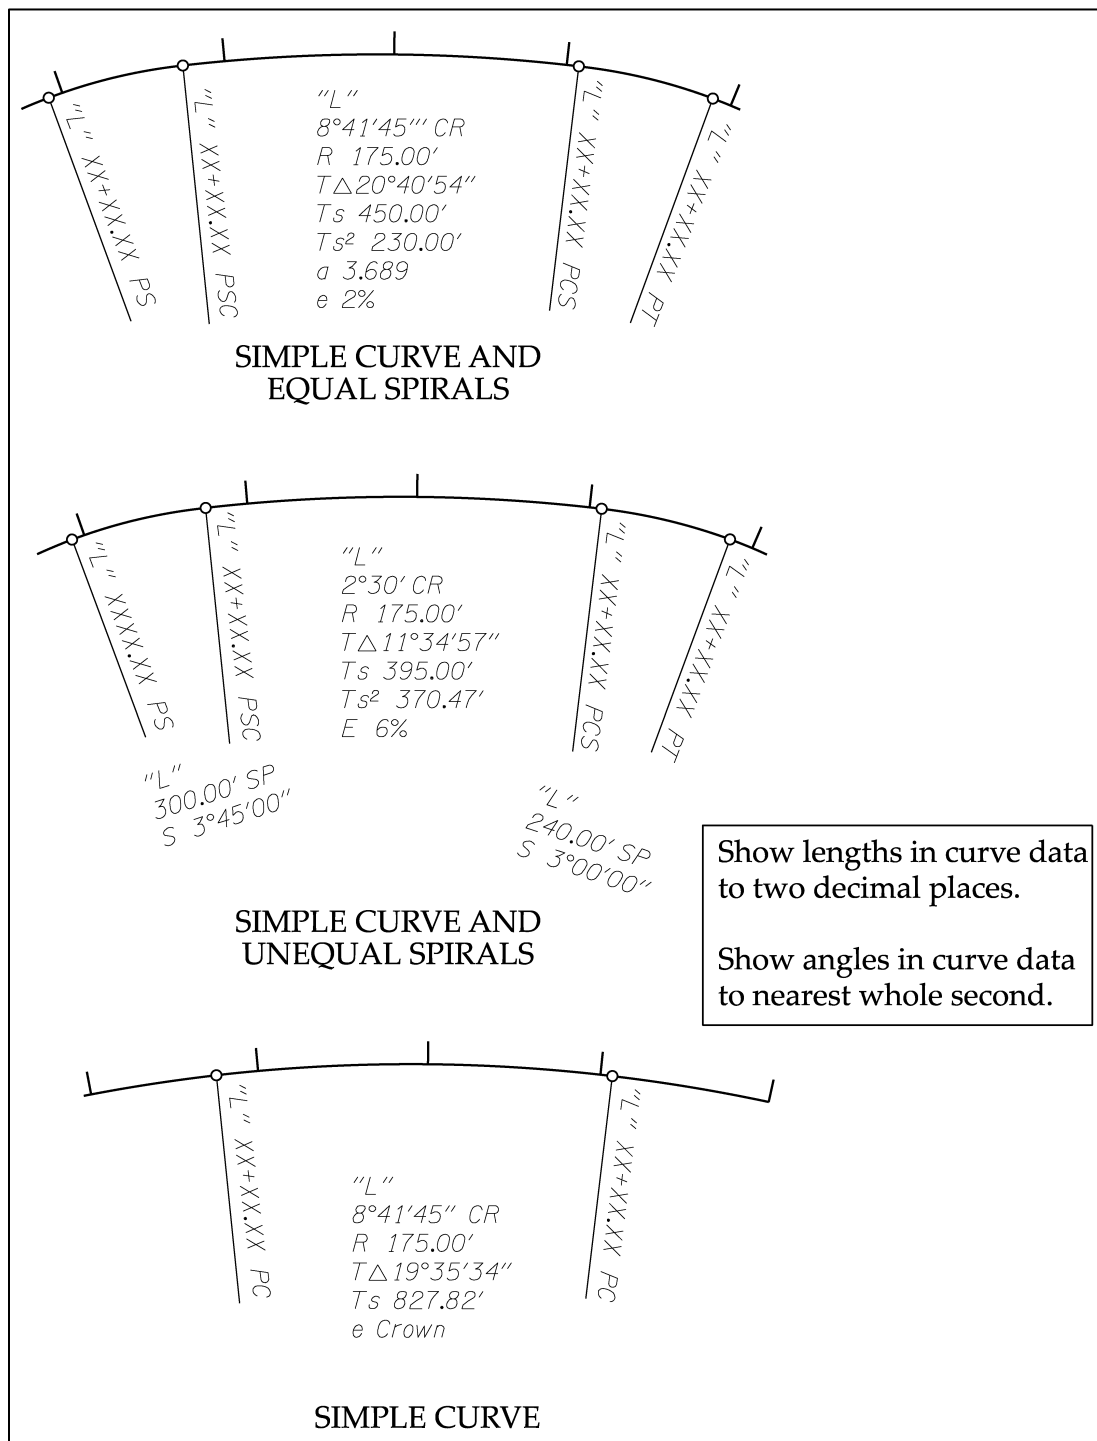 "L" XX+XX.XX PS
"L" XX+XX.XX PSC
"L"
8°41'45''' CR
R 175.00'
T△20°40'54"
Ts 450.00'
Ts² 230.00'
a 3.689
e 2%
"L" XX+XX.XX PCS
"L" XX+XX.XX PT
SIMPLE CURVE AND
EQUAL SPIRALS
"L" XXXX.XX PS
"L" XX+XX.XX PSC
"L"
2°30' CR
R 175.00'
T△11°34'57"
Ts 395.00'
Ts² 370.47'
E 6%
"L" XX+XX.XX PCS
"L" XX+XX.XX PT
"L"
300.00' SP
S 3°45'00"
"L"
240.00' SP
S 3°00'00"
SIMPLE CURVE AND
UNEQUAL SPIRALS
Show lengths in curve data
to two decimal places.
Show angles in curve data
to nearest whole second.
"L" XX+XX.XX PC
"L"
8°41'45" CR
R 175.00'
T△19°35'34"
Ts 827.82'
e Crown
"L" XX+XX.XX PC
SIMPLE CURVE